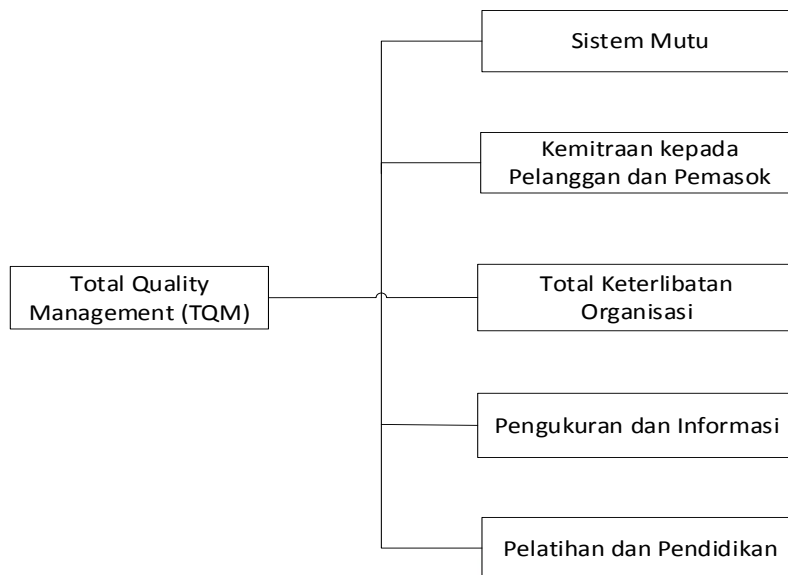 Sistem Mutu
Kemitraan kepada
Pelanggan dan Pemasok
Total Quality
Management (TQM)
Total Keterlibatan
Organisasi
Pengukuran dan Informasi
Pelatihan dan Pendidikan